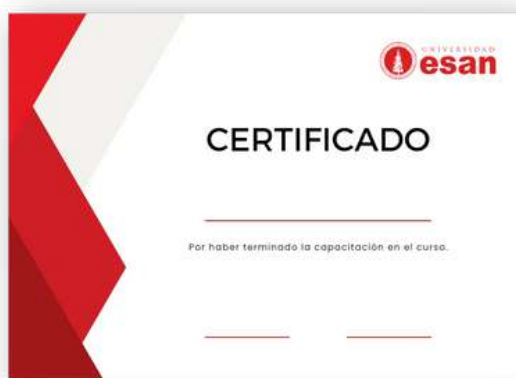 UNIVERSIDAD
esan
CERTIFICADO
Por haber terminado la capacitación en el curso.